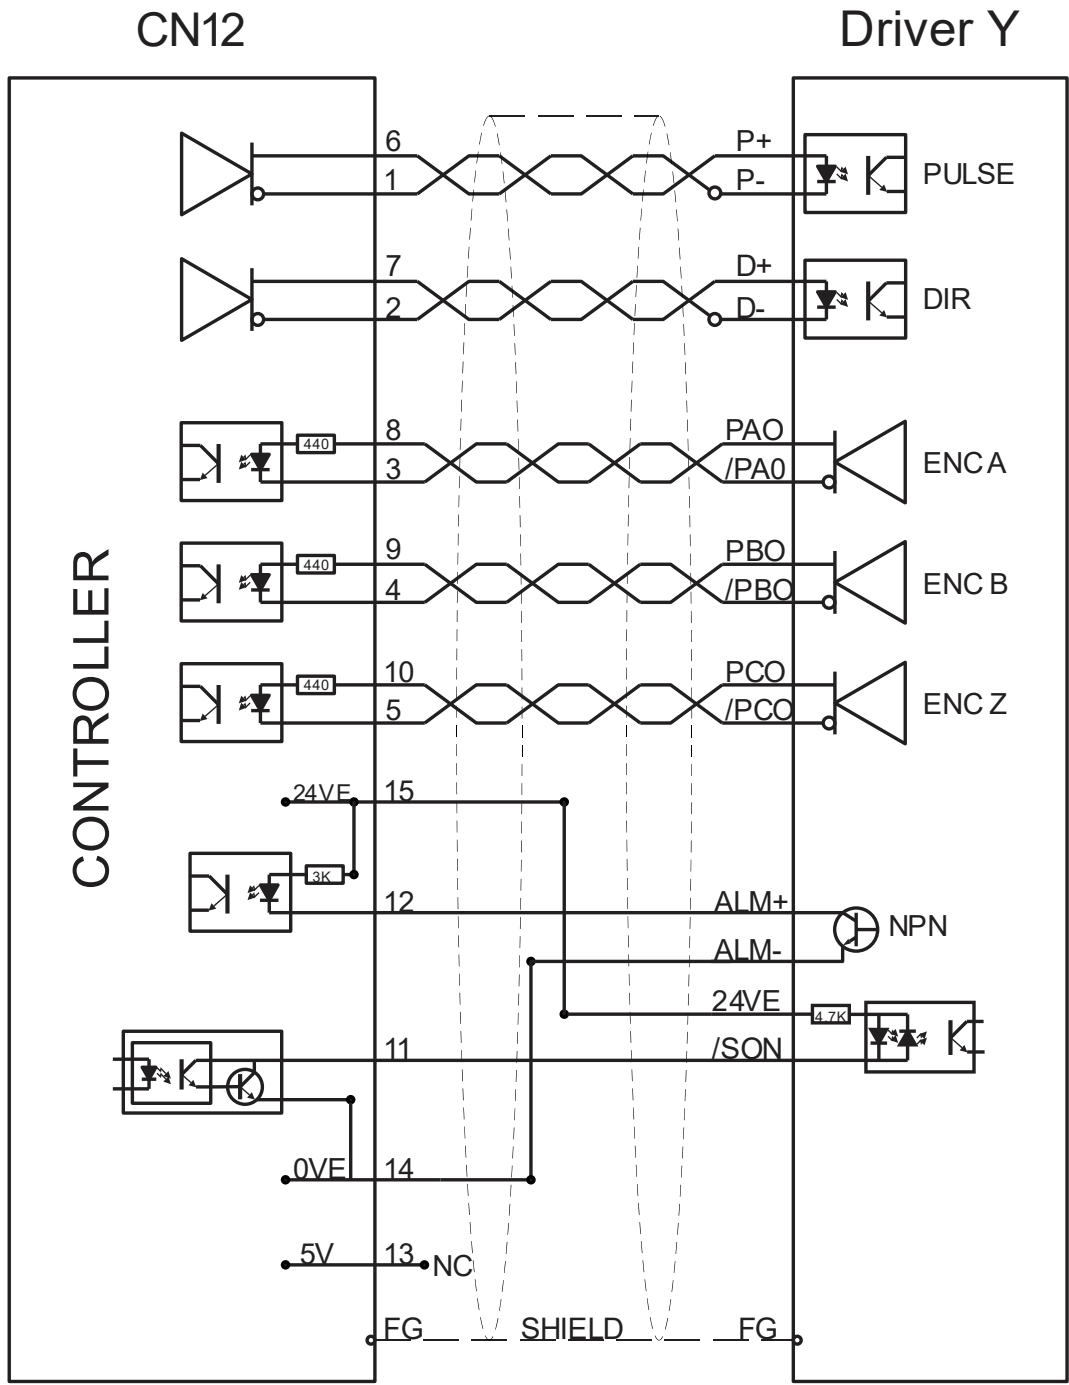 CN12
Driver Y
6
P+
1
P-
PULSE
7
D+
2
D-
DIR
440
8
PAO
3
/PA0
ENC A
440
9
PBO
4
/PBO
ENC B
440
10
PCO
5
/PCO
ENC Z
CONTROLLER
24VE
15
3K
12
ALM+
NPN
ALM-
24VE
4.7K
11
/SON
0VE
14
5V
13
NC
FG
SHIELD
FG